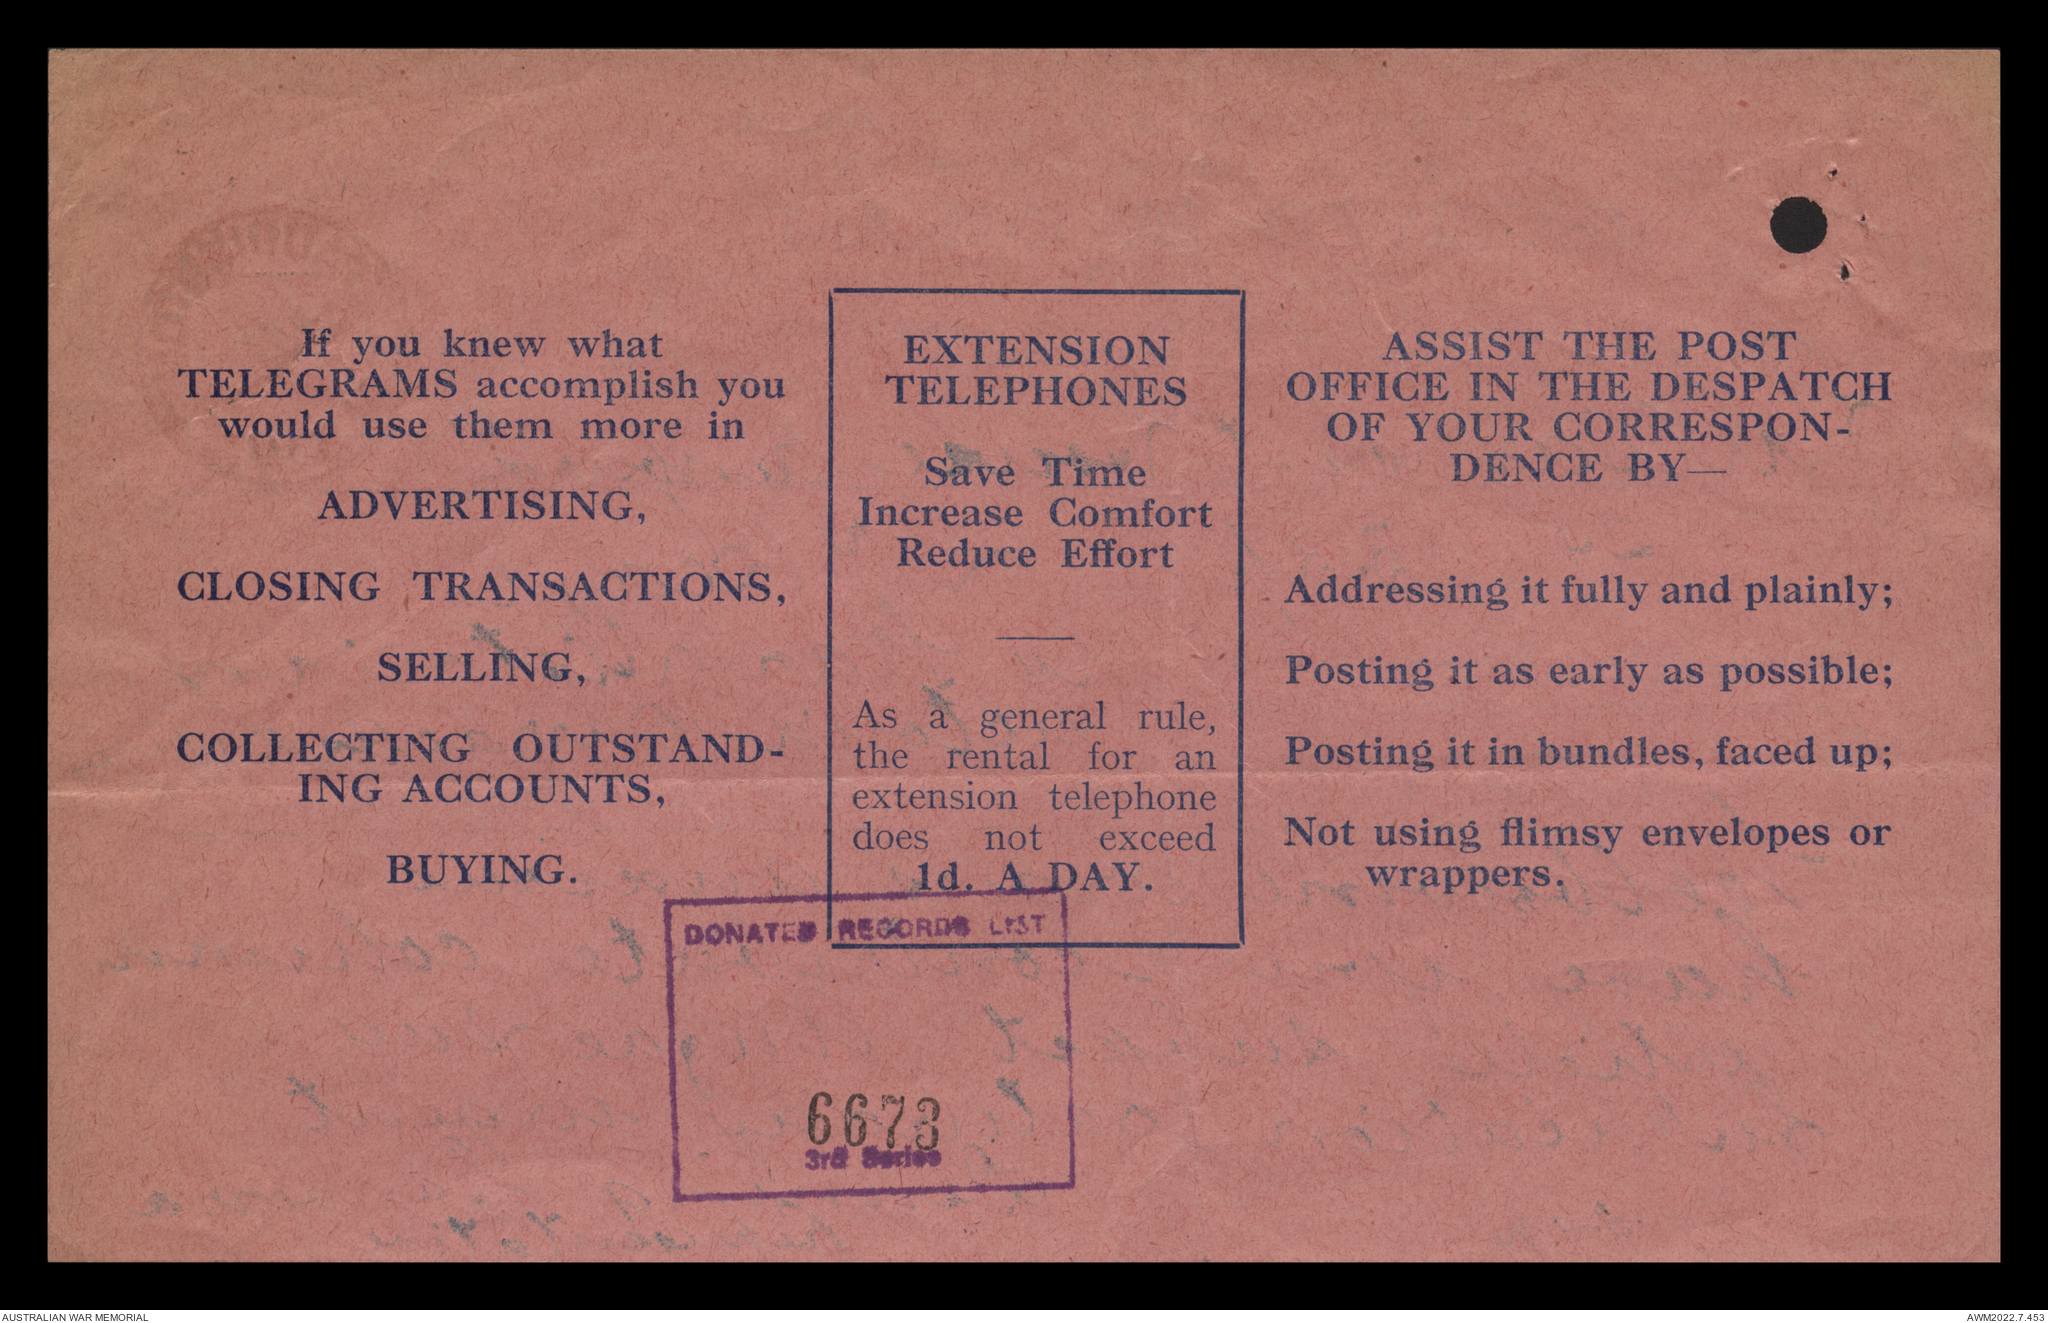 If you knew what
TELEGRAMS accomplish you
would use them more in
ADVERTISING,
CLOSING TRANSACTIONS,
SELLING,
COLLECTING OUTSTAND-
ING ACCOUNTS,
BUYING.
EXTENSION
TELEPHONES
Save Time
Increase Comfort
Reduce Effort
As a general rule,
the rental for an
extension telephone
does not exceed
1d. A DAY.
ASSIST THE POST
OFFICE IN THE DESPATCH
OF YOUR CORRESPON-
DENCE BY—
Addressing it fully and plainly;
Posting it as early as possible;
Posting it in bundles, faced up;
Not using flimsy envelopes or
wrappers.
DONATED RECORDS LIST
6673
3rd Series
AUSTRALIAN WAR MEMORIAL
AWM2022.7.453